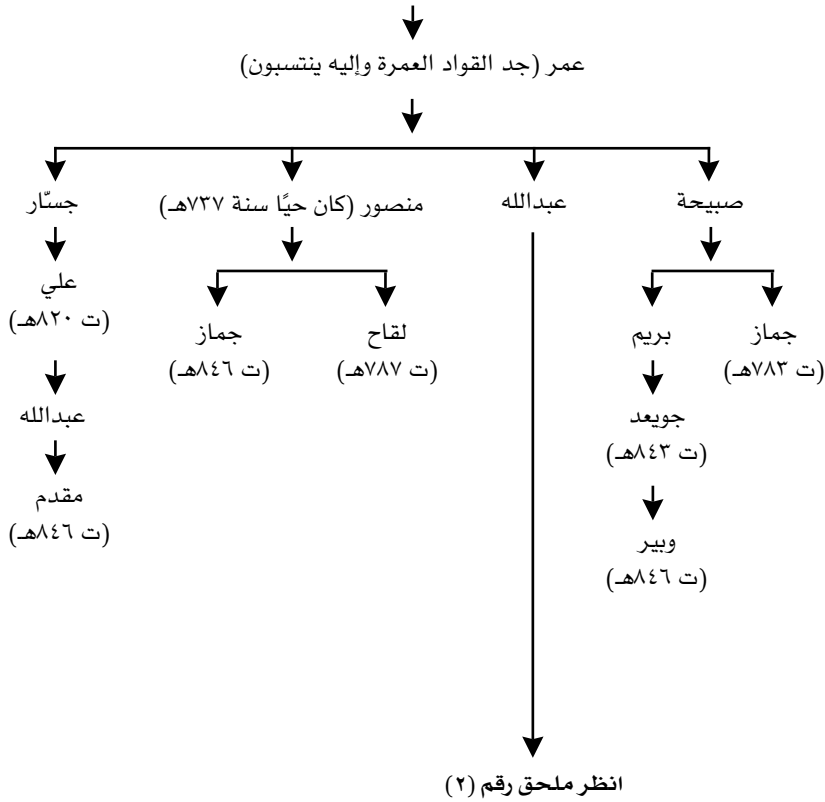 عمر (جد القواد العمرة وإليه ينتسبون)
صبيحة
عبدالله
منصور (كان حيًا سنة ٧٣٧هـ)
جسّار
جماز
(ت ٧٨٣هـ)
بريم
جويعد
(ت ٨٤٣هـ)
وبير
(ت ٨٤٦هـ)
لقاح
(ت ٧٨٧هـ)
جماز
(ت ٨٤٦هـ)
علي
(ت ٨٢٠هـ)
عبدالله
مقدم
(ت ٨٤٦هـ)
انظر ملحق رقم (٢)